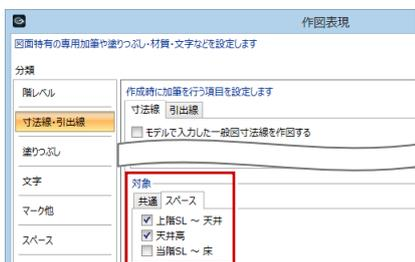 作図表現
図面特有の専用加筆や塗りつぶし・材質・文字などを設定します
分類
階レベル
寸法線・引出線
塗りつぶし
文字
マーク他
スペース
作成時に加筆を行う項目を設定します
寸法線 引出線
モデルで入力した一般図寸法線を作図する
対象
共通 スペース
上階SL ～ 天井
天井高
当階SL ～ 床